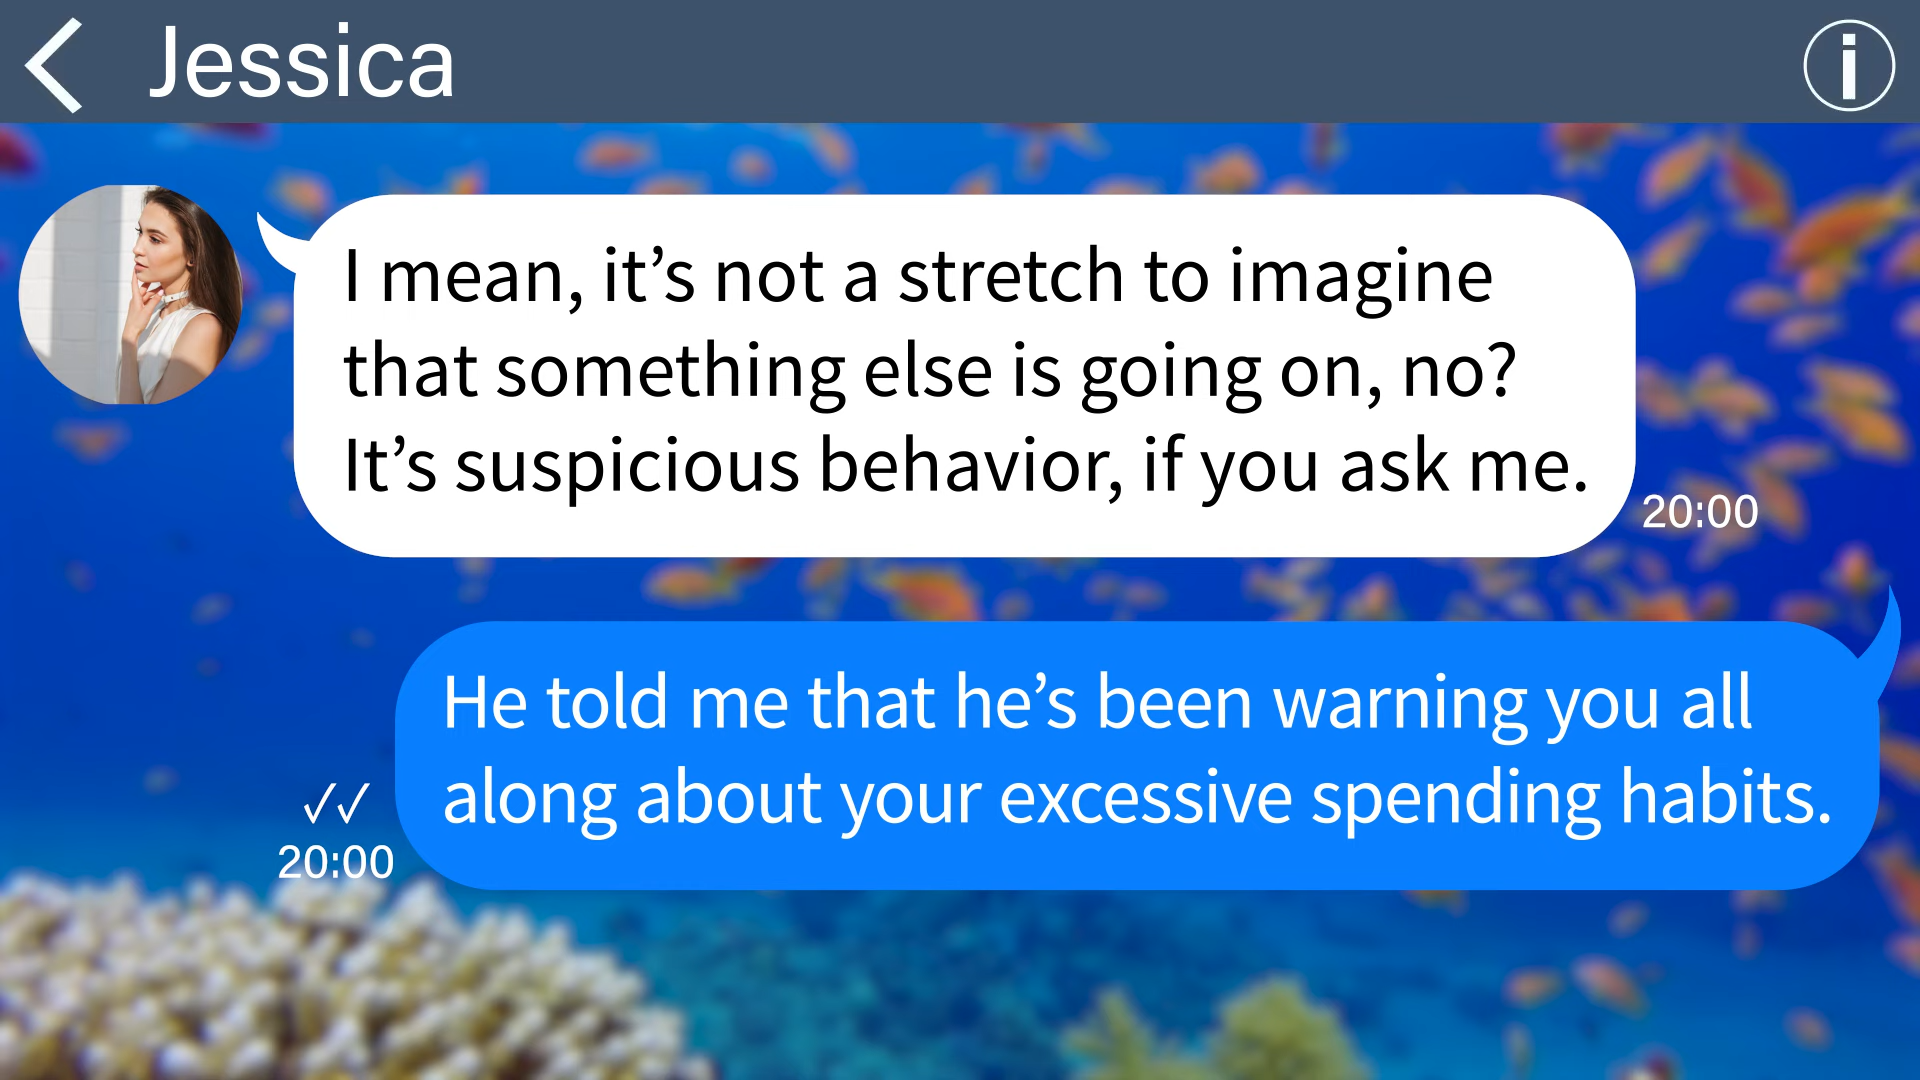 Jessica
I mean, it’s not a stretch to imagine
that something else is going on, no?
It’s suspicious behavior, if you ask me.
20:00
He told me that he’s been warning you all
along about your excessive spending habits.
✓✓
20:00